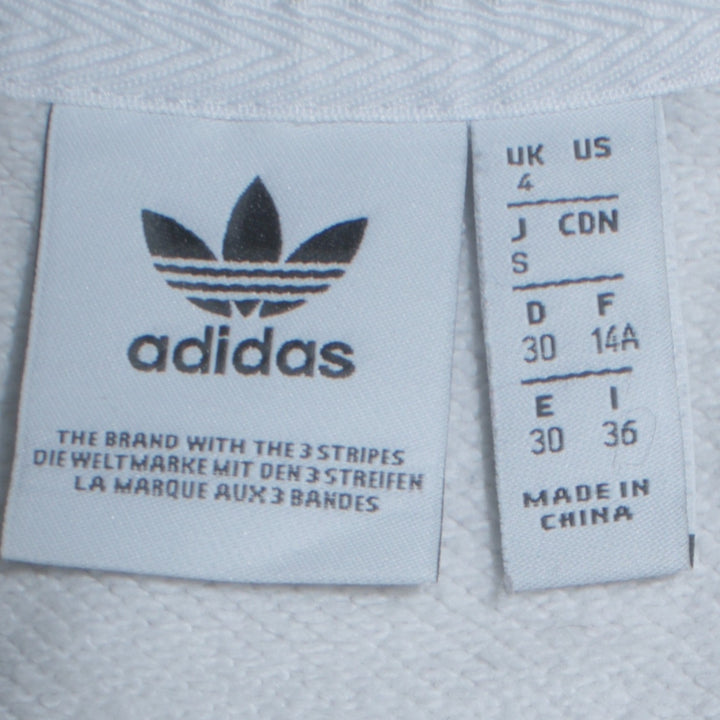 adidas
THE BRAND WITH THE 3 STRIPES
DIE WELTMARKE MIT DEN 3 STREIFEN
LA MARQUE AUX 3 BANDES
UK US
4
J CDN
S
D F
30 14A
E I
30 36
MADE IN
CHINA